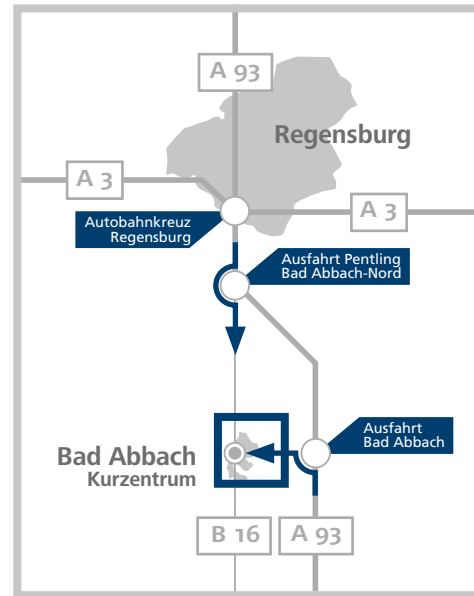 A 93
Regensburg
A 3
A 3
Autobahnkreuz
Regensburg
Ausfahrt Pentling
Bad Abbach-Nord
Ausfahrt
Bad Abbach
Bad Abbach
Kurzentrum
B 16
A 93